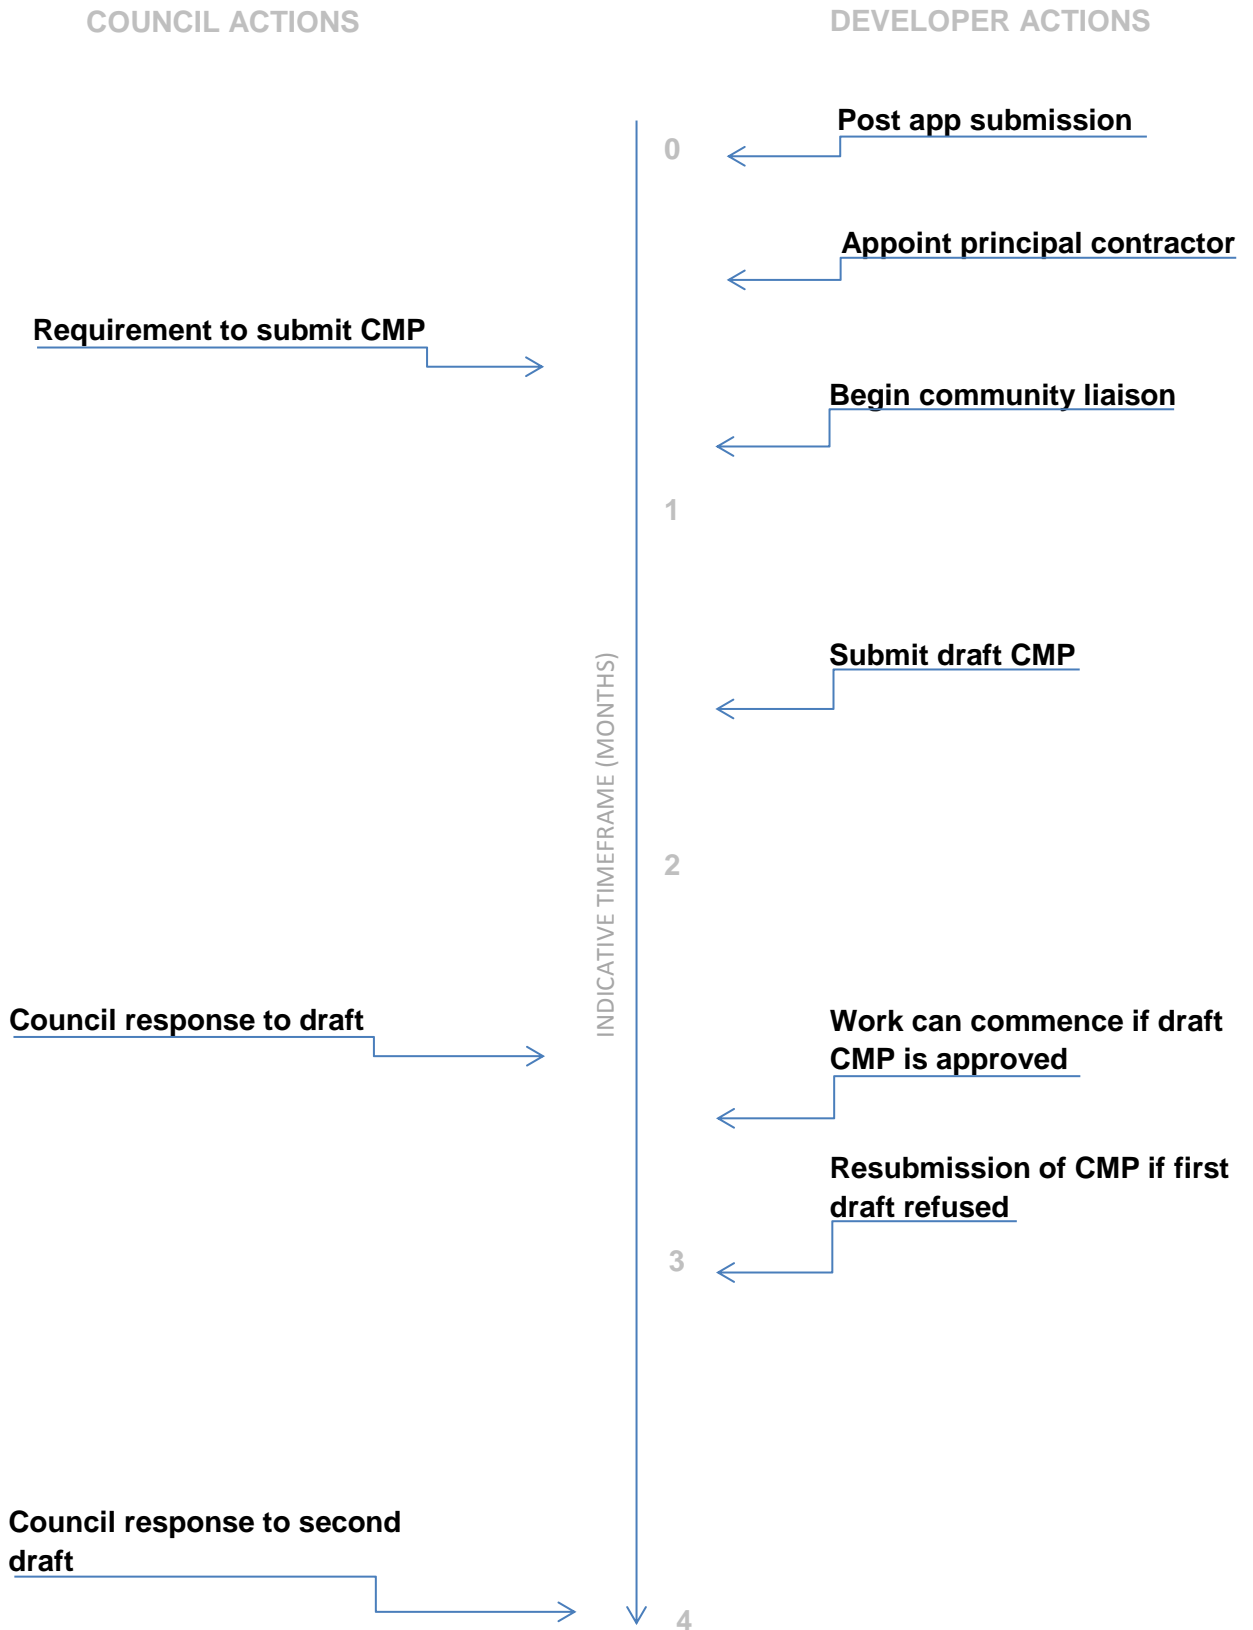 COUNCIL ACTIONS
DEVELOPER ACTIONS
Post app submission
0
Appoint principal contractor
Requirement to submit CMP
Begin community liaison
1
Submit draft CMP
INDICATIVE TIMEFRAME (MONTHS)
2
Council response to draft
Work can commence if draft
CMP is approved
Resubmission of CMP if first
draft refused
3
Council response to second
draft
4